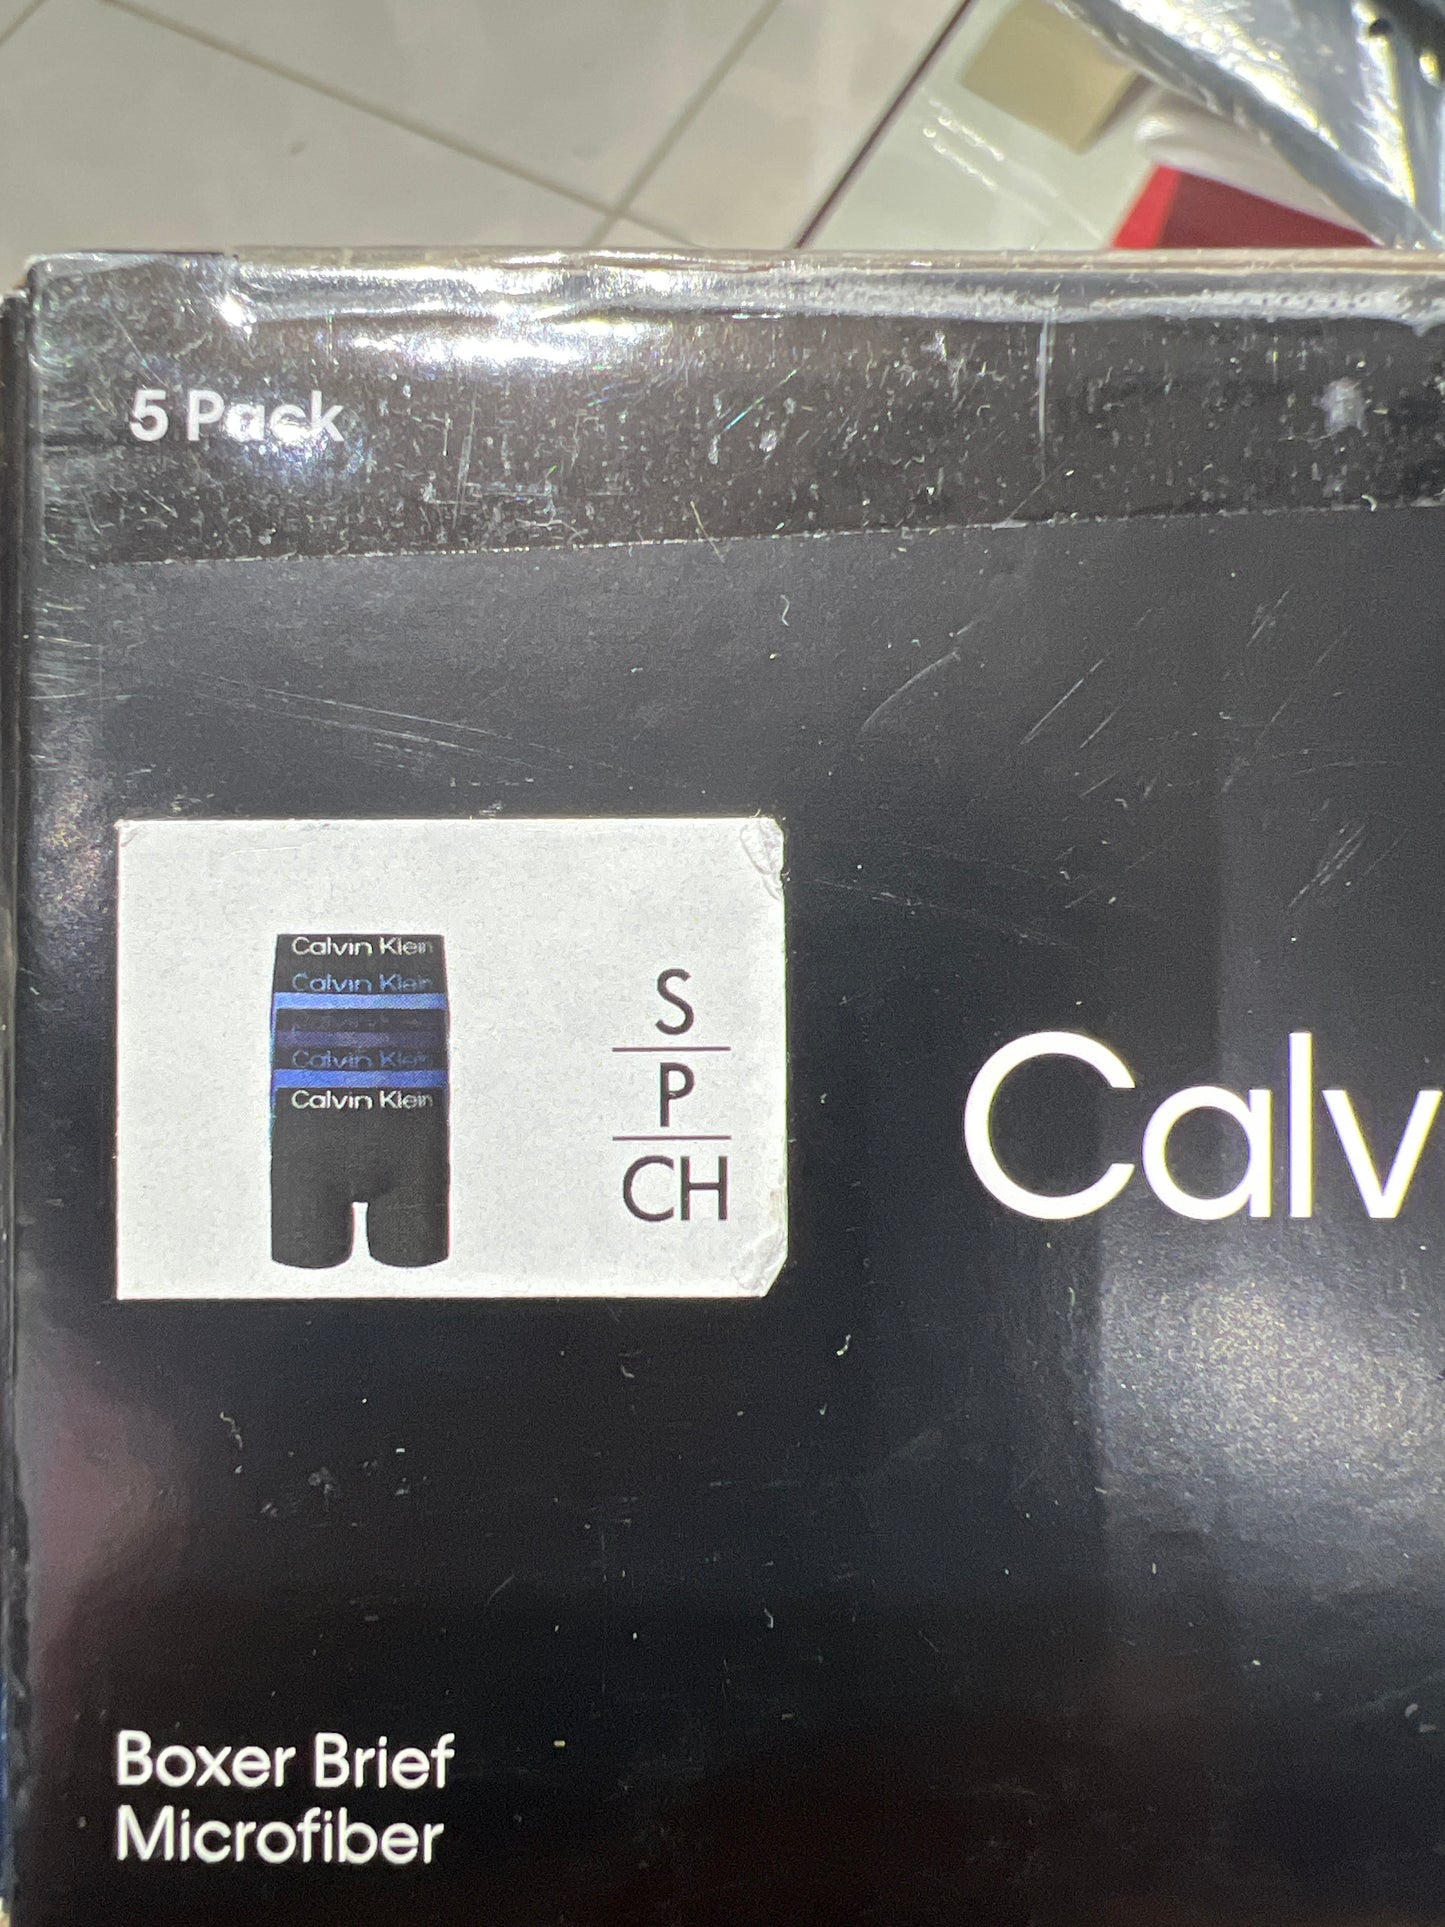 5 Pack
Calvin Klein
Calvin Klein
Calvin Klein
Calvin Klein
S
P
CH
Calv
Boxer Brief
Microfiber